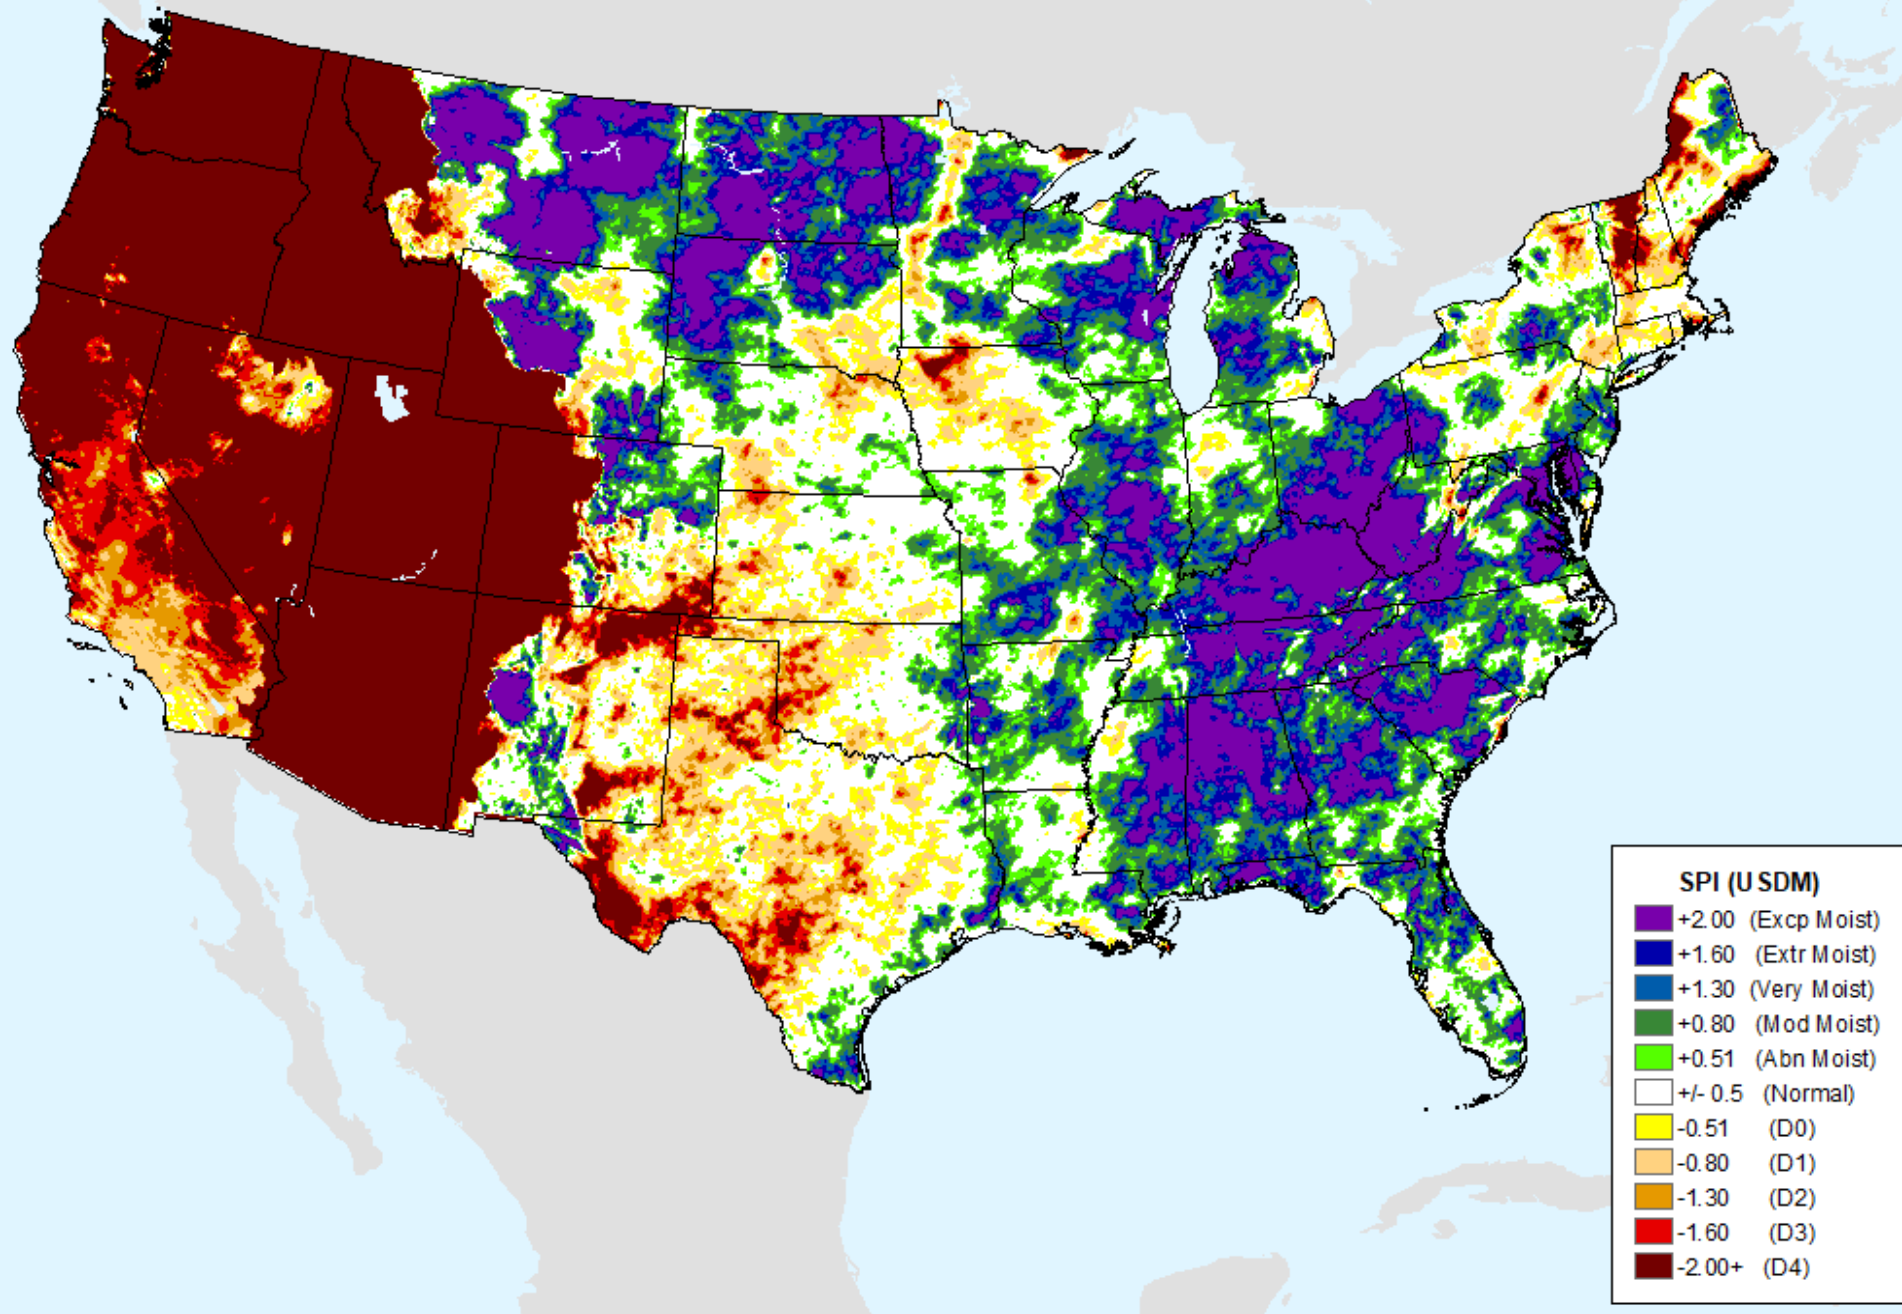 SPI (USDM)
+2.00 (Excp Moist)
+1.60 (Extr Moist)
+1.30 (Very Moist)
+0.80 (Mod Moist)
+0.51 (Abn Moist)
+/- 0.5 (Normal)
-0.51 (D0)
-0.80 (D1)
-1.30 (D2)
-1.60 (D3)
-2.00+ (D4)